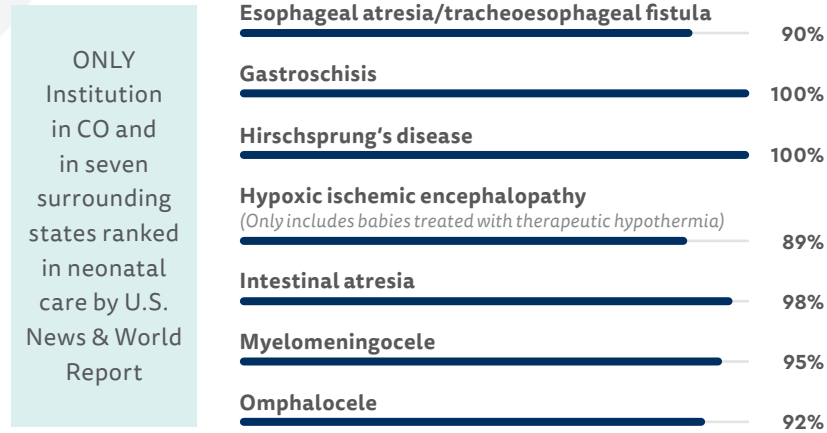 ONLY
Institution
in CO and
in seven
surrounding
states ranked
in neonatal
care by U.S.
News & World
Report
Esophageal atresia/tracheoesophageal fistula
90%
Gastroschisis
100%
Hirschsprung's disease
100%
Hypoxic ischemic encephalopathy
(Only includes babies treated with therapeutic hypothermia)
89%
Intestinal atresia
98%
Myelomeningocele
95%
Omphalocele
92%